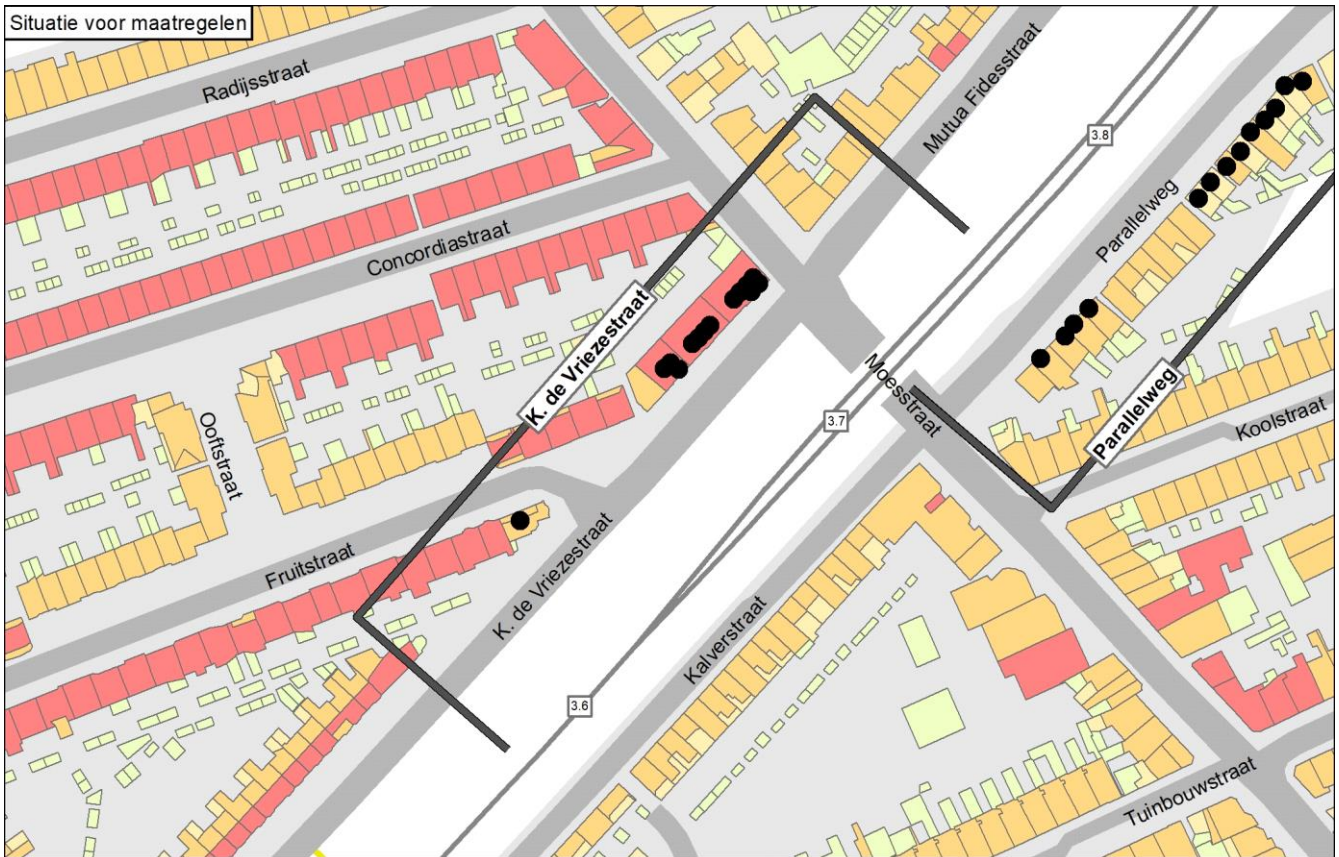 Situatie voor maatregelen
Radijsstraat
Mutua Fidesstraat
3.8
Parallelweg
Concordiastraat
K. de Vriezestraat
Moesstraat
3.7
Parallelweg
Koolstraat
Ooftstraat
Fruitstraat
K. de Vriezestraat
Kalverstraat
3.6
Tuinbouwstraat